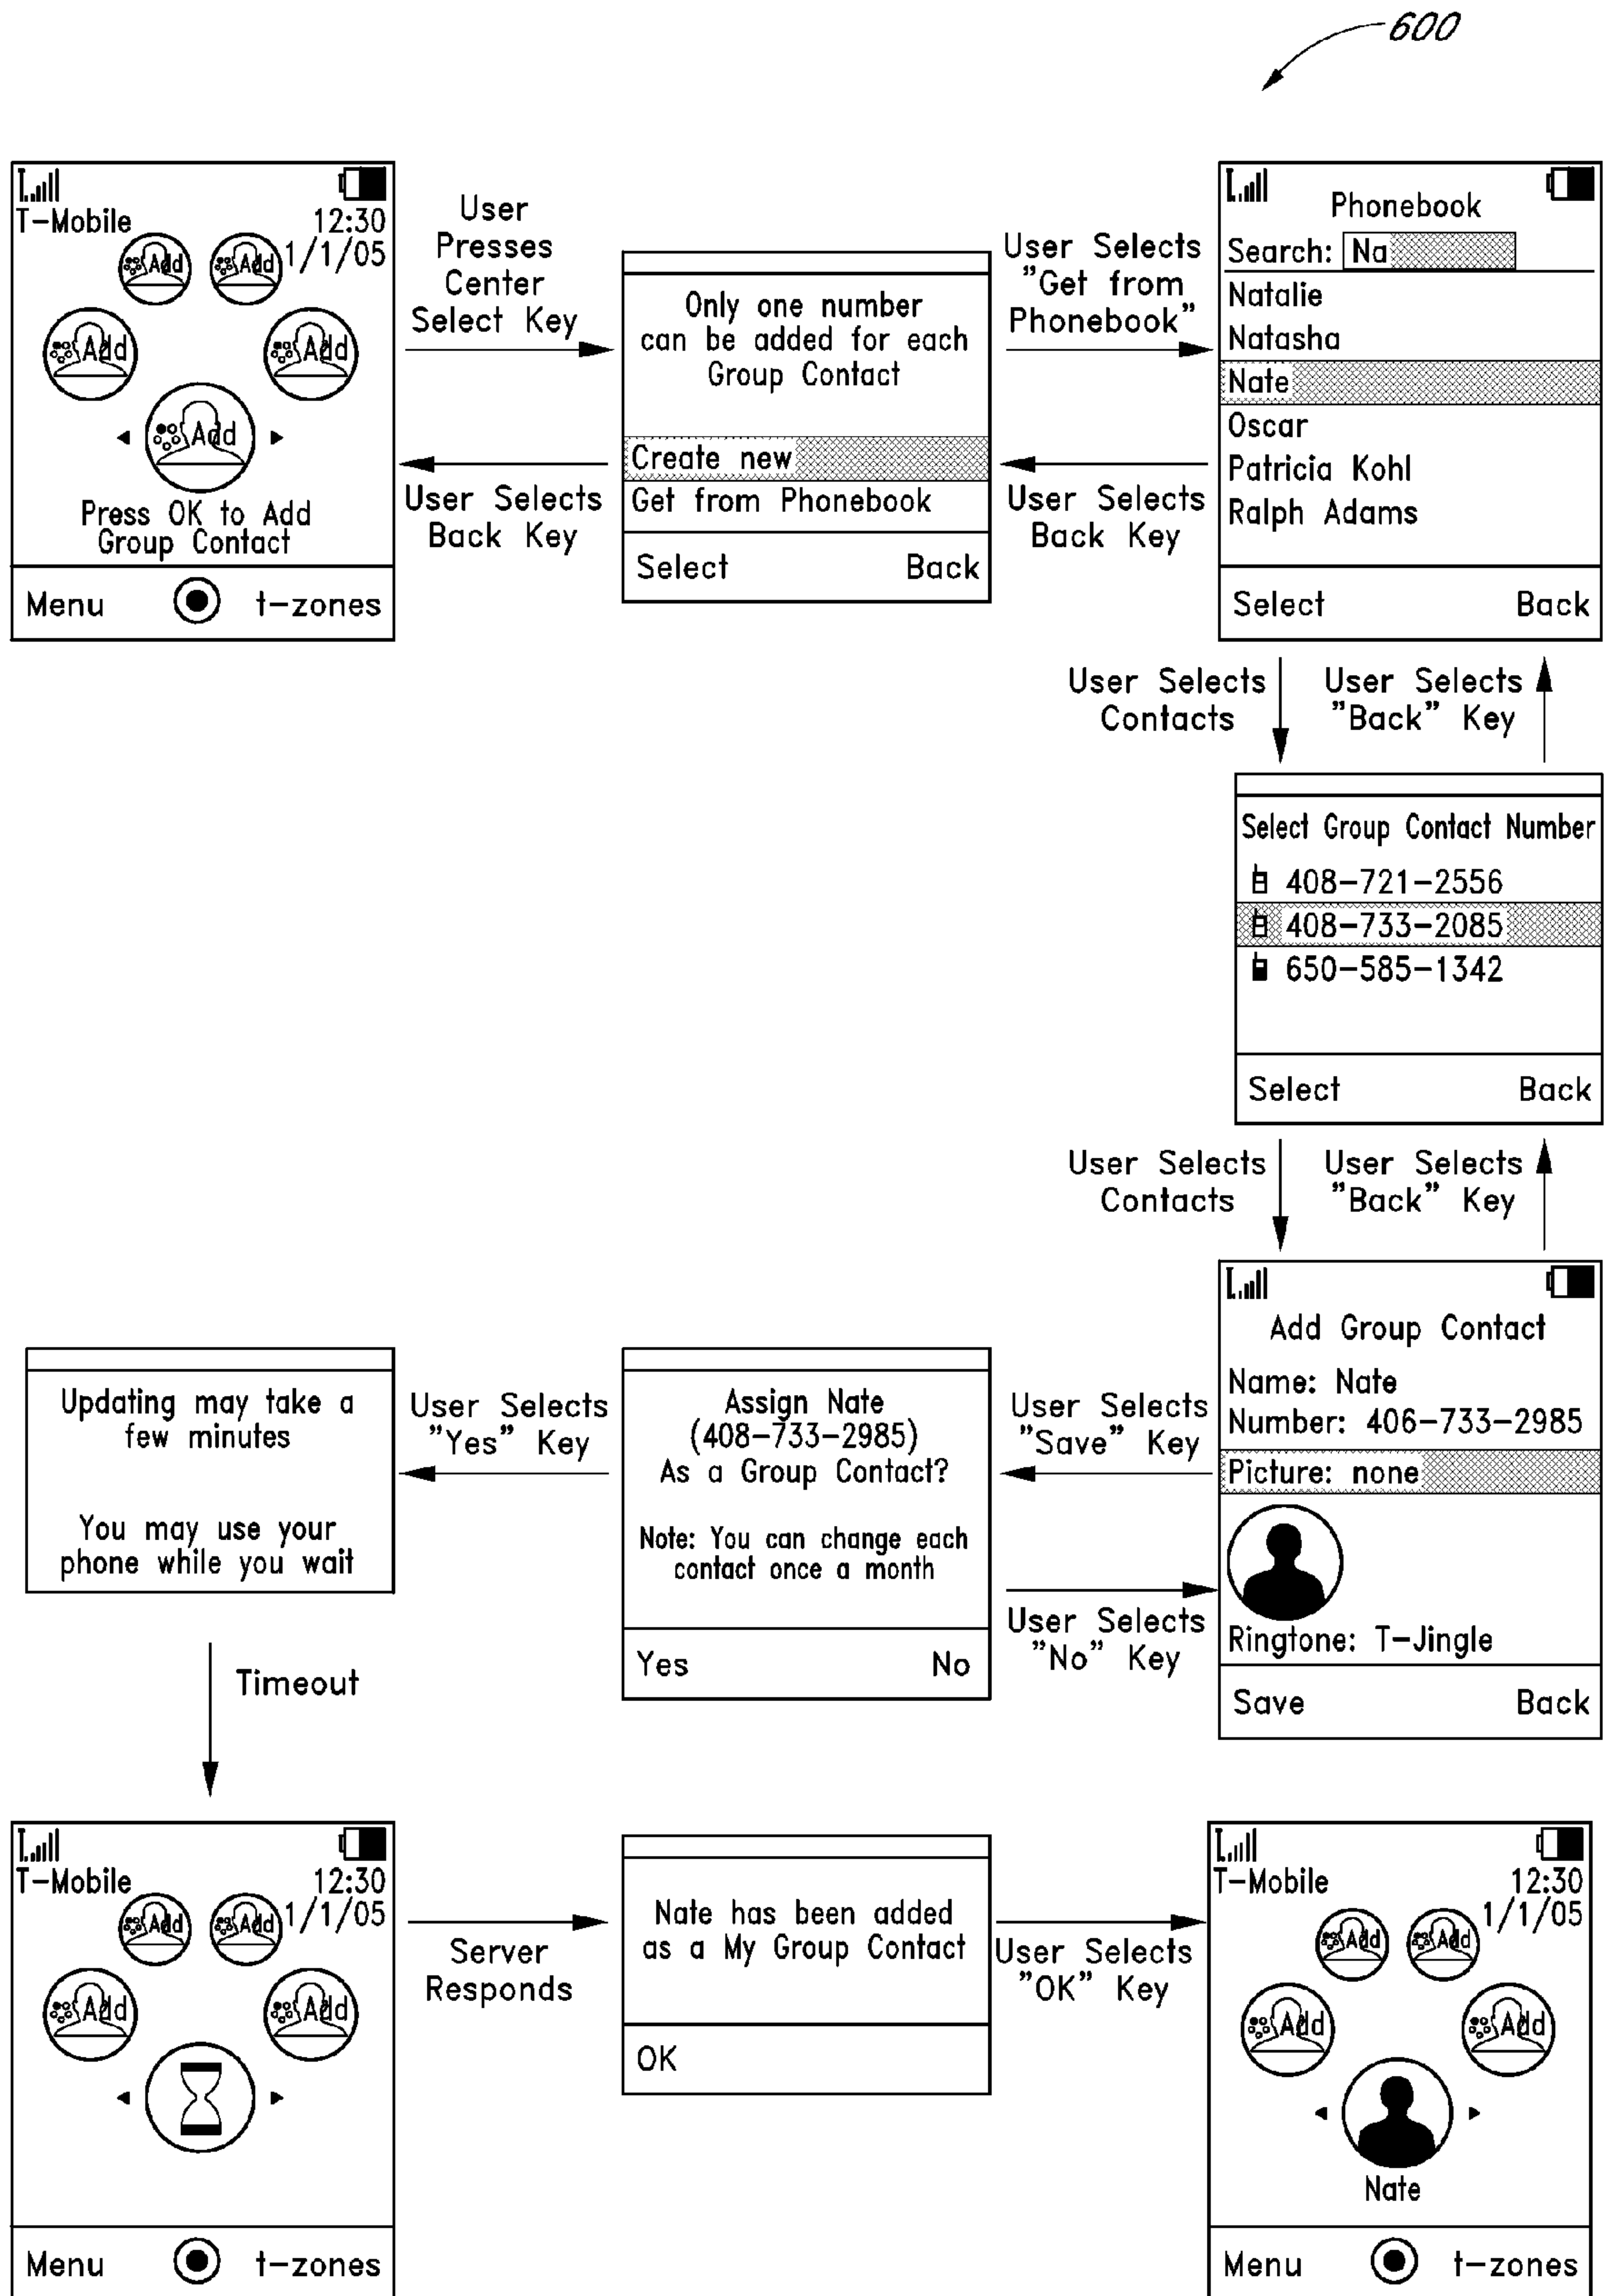 600
T-Mobile
12:30
1/1/05
Add
Add
Add
Add
Add
Press OK to Add
Group Contact
Menu
t-zones
User
Presses
Center
Select Key
User Selects
Back Key
Only one number
can be added for each
Group Contact
Create new
Get from Phonebook
Select
Back
User Selects
"Get from
Phonebook"
User Selects
Back Key
Phonebook
Search: Na
Natalie
Natasha
Nate
Oscar
Patricia Kohl
Ralph Adams
Select
Back
User Selects
Contacts
User Selects
"Back" Key
Select Group Contact Number
408-721-2556
408-733-2085
650-585-1342
Select
Back
User Selects
Contacts
User Selects
"Back" Key
Add Group Contact
Name: Nate
Number: 406-733-2985
Picture: none
Ringtone: T-Jingle
Save
Back
User Selects
"Save" Key
User Selects
"No" Key
Assign Nate
(408-733-2985)
As a Group Contact?
Note: You can change each
contact once a month
Yes
No
User Selects
"Yes" Key
Updating may take a
few minutes
You may use your
phone while you wait
Timeout
T-Mobile
12:30
1/1/05
Add
Add
Add
Add
Menu
t-zones
Server
Responds
Nate has been added
as a My Group Contact
OK
User Selects
"OK" Key
T-Mobile
12:30
1/1/05
Add
Add
Add
Add
Nate
Menu
t-zones